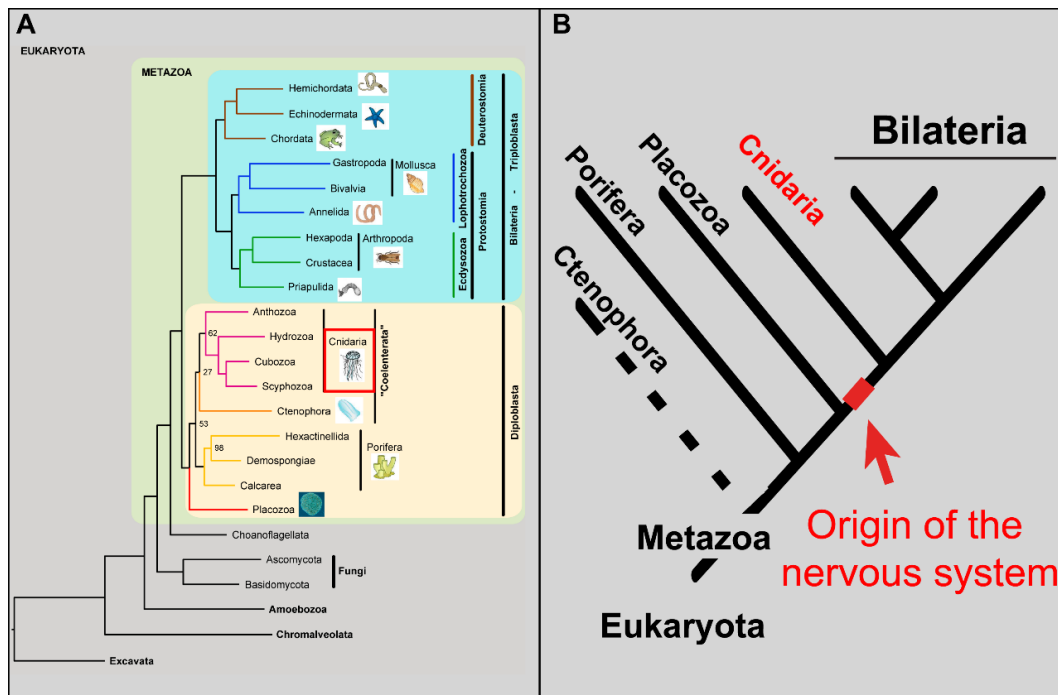 A
EUKARYOTA
METAZOA
Hemichordata
Echinodermata
Chordata
Deuterostomia
Gastropoda
Mollusca
Bivalvia
Annelida
Lophotrochozoa
Hexapoda
Arthropoda
Crustacea
Priapulida
Ecdysozoa
Protostomia
Bilateria - Triploblasta
Anthozoa
62
Hydrozoa
Cnidaria
27
Cubozoa
Scyphozoa
"Coelenterata"
Ctenophora
53
Hexactinellida
98
Porifera
Demospongiae
Calcarea
Placozoa
Diploblasta
Choanoflagellata
Ascomycota
Fungi
Basidomycota
Amoebozoa
Chromalveolata
Excavata
B
Bilateria
Cnidaria
Placozoa
Porifera
Ctenophora
Metazoa
Origin of the
nervous system
Eukaryota